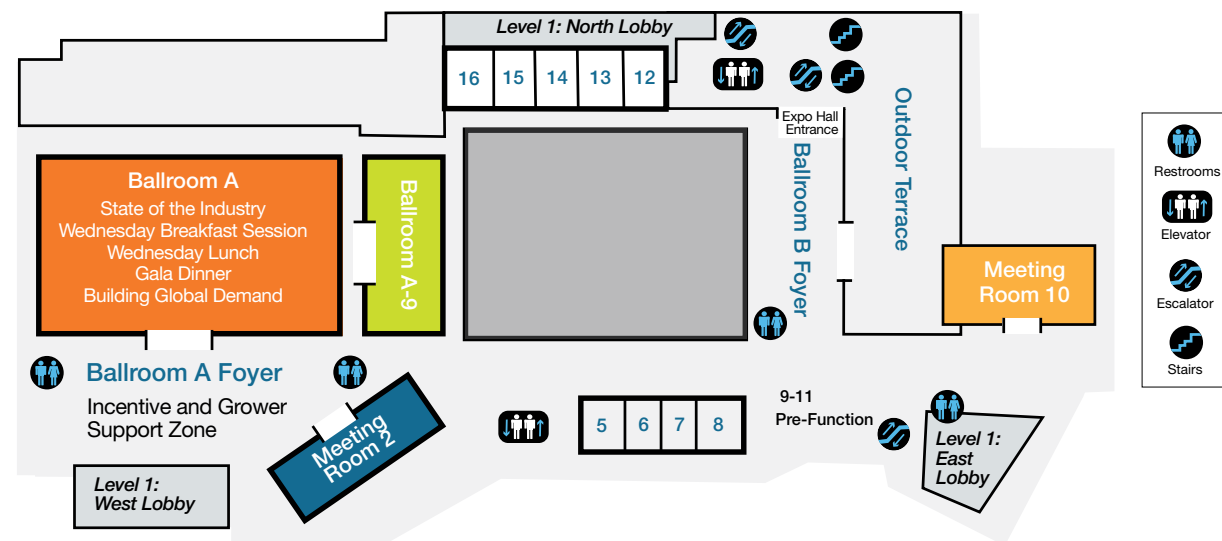 Level 1: North Lobby
16
15
14
13
12
Expo Hall
Entrance
Ballroom B Foyer
Outdoor Terrace
Ballroom A
State of the Industry
Wednesday Breakfast Session
Wednesday Lunch
Gala Dinner
Building Global Demand
Ballroom A-9
Meeting
Room 10
Restrooms
Elevator
Escalator
Stairs
Ballroom A Foyer
Incentive and Grower
Support Zone
Meeting
Room 2
5
6
7
8
9-11
Pre-Function
Level 1:
East
Lobby
Level 1:
West Lobby